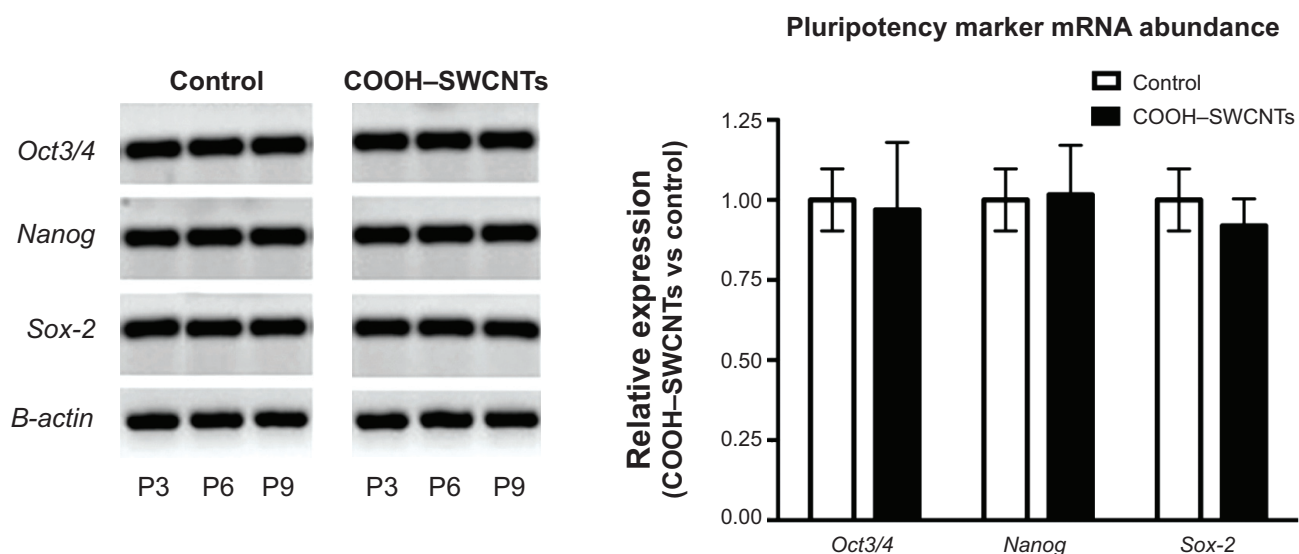 Control COOH–SWCNTs
Oct3/4
Nanog
Sox-2
B-actin
P3 P6 P9 P3 P6 P9
Pluripotency marker mRNA abundance
Control
COOH–SWCNTs
Relative expression
(COOH–SWCNTs vs control)
1.25
1.00
0.75
0.50
0.25
0.00
Oct3/4 Nanog Sox-2